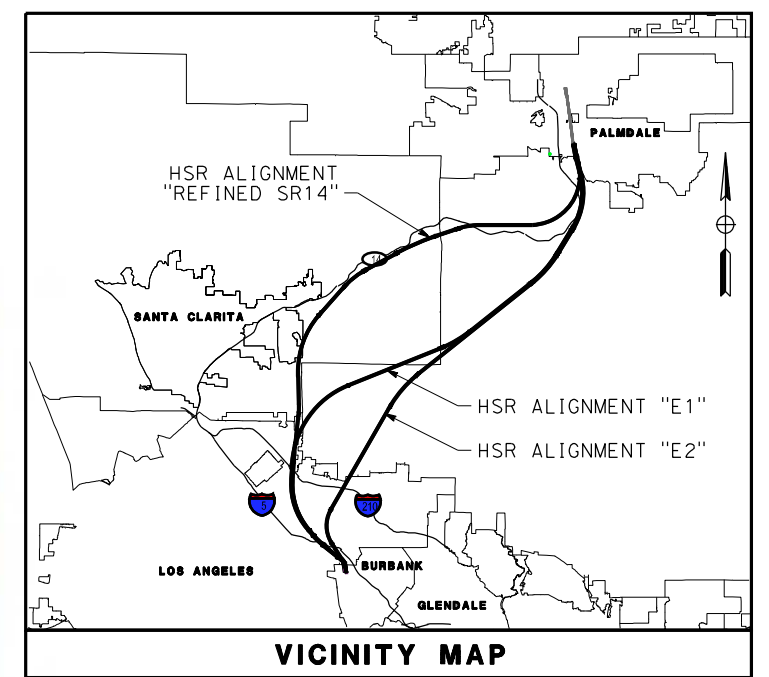 PALMDALE
HSR ALIGNMENT
"REFINED SR14"
14
SANTA CLARITA
HSR ALIGNMENT "E1"
HSR ALIGNMENT "E2"
5
210
LOS ANGELES
BURBANK
GLENDALE
VICINITY MAP